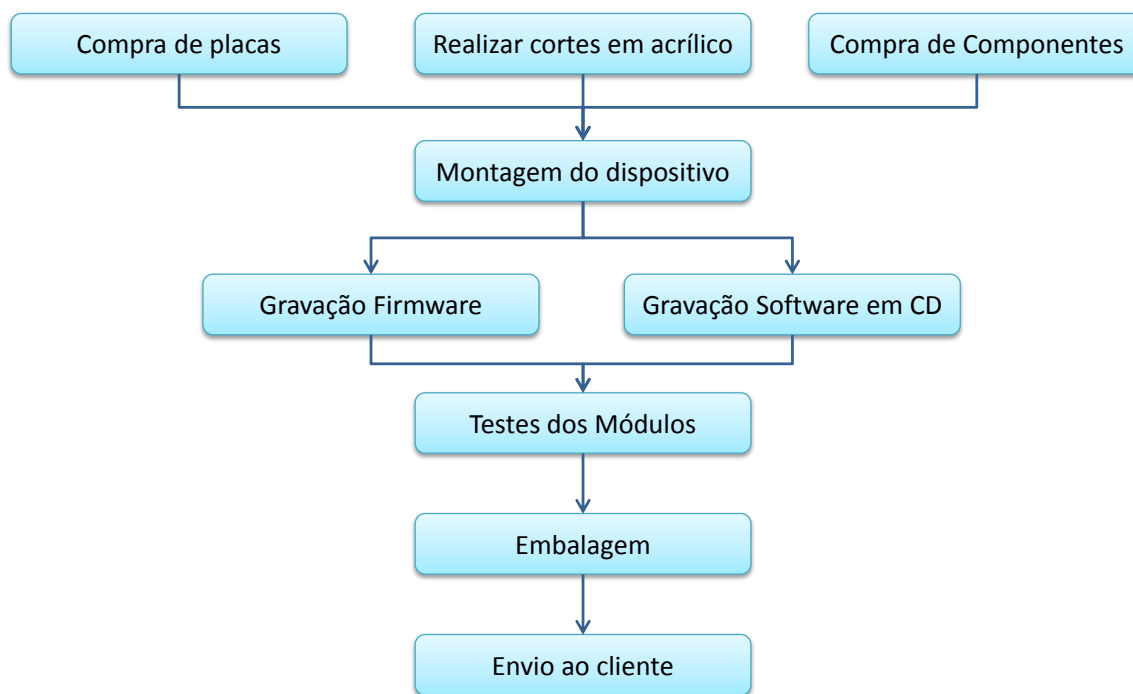 Compra de placas
Realizar cortes em acrílico
Compra de Componentes
Montagem do dispositivo
Gravação Firmware
Gravação Software em CD
Testes dos Módulos
Embalagem
Envio ao cliente